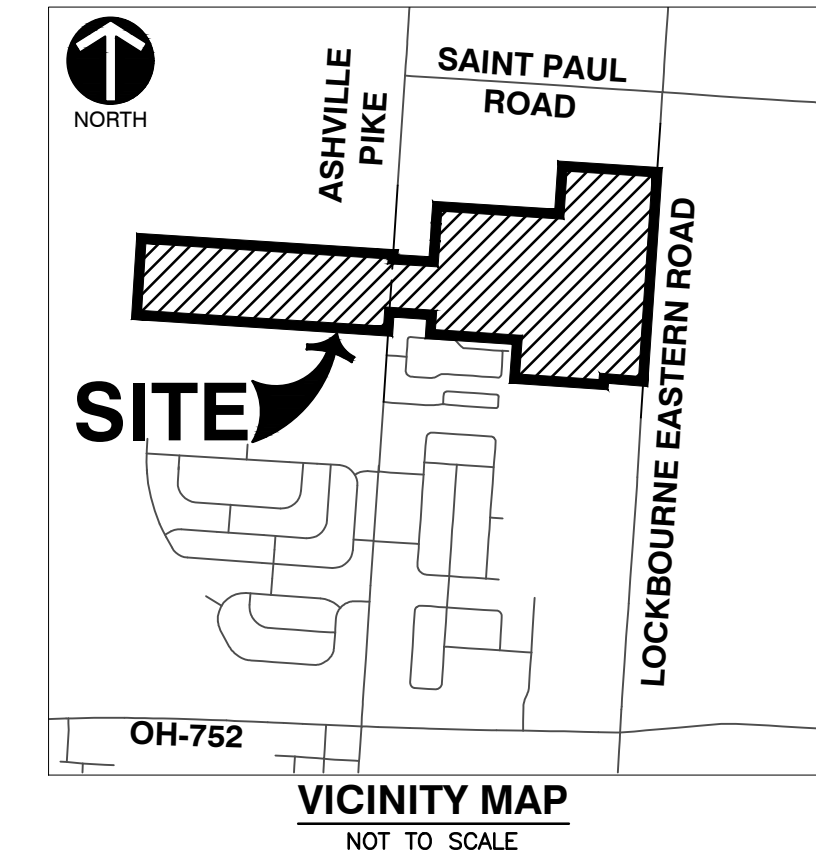 NORTH
ASHVILLE
PIKE
SAINT PAUL
ROAD
LOCKBOURNE EASTERN ROAD
SITE
OH-752
VICINITY MAP
NOT TO SCALE